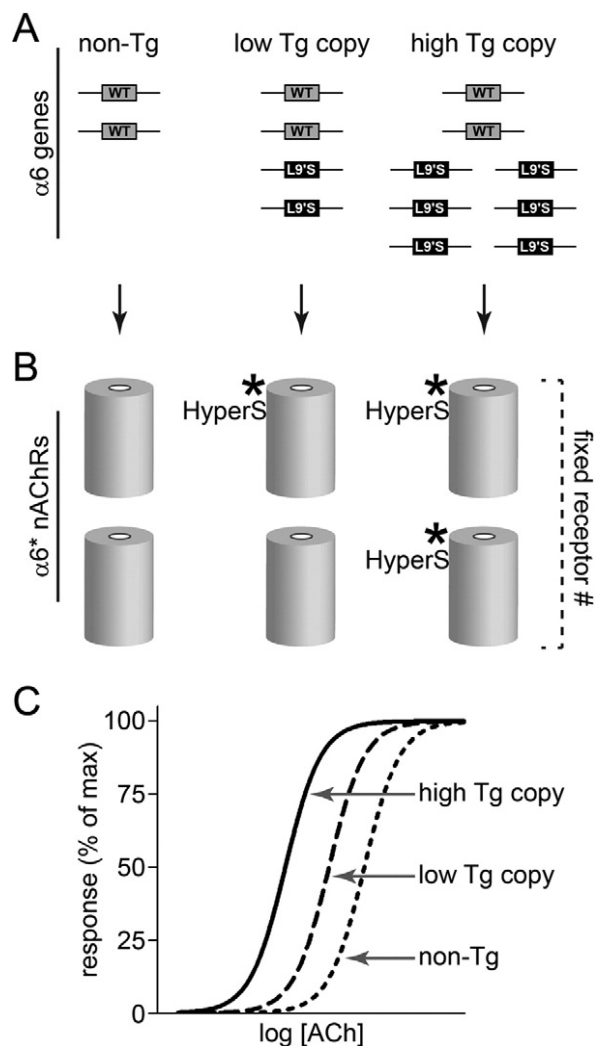 A
non-Tg low Tg copy high Tg copy
WT WT WT
WT WT WT
L9'S L9'S L9'S
L9'S L9'S L9'S
L9'S L9'S
α6 genes
B
* *
HyperS HyperS
*
HyperS
α6* nAChRs
fixed receptor #
C
100
75
50
25
0
response (% of max)
high Tg copy
low Tg copy
non-Tg
log [ACh]